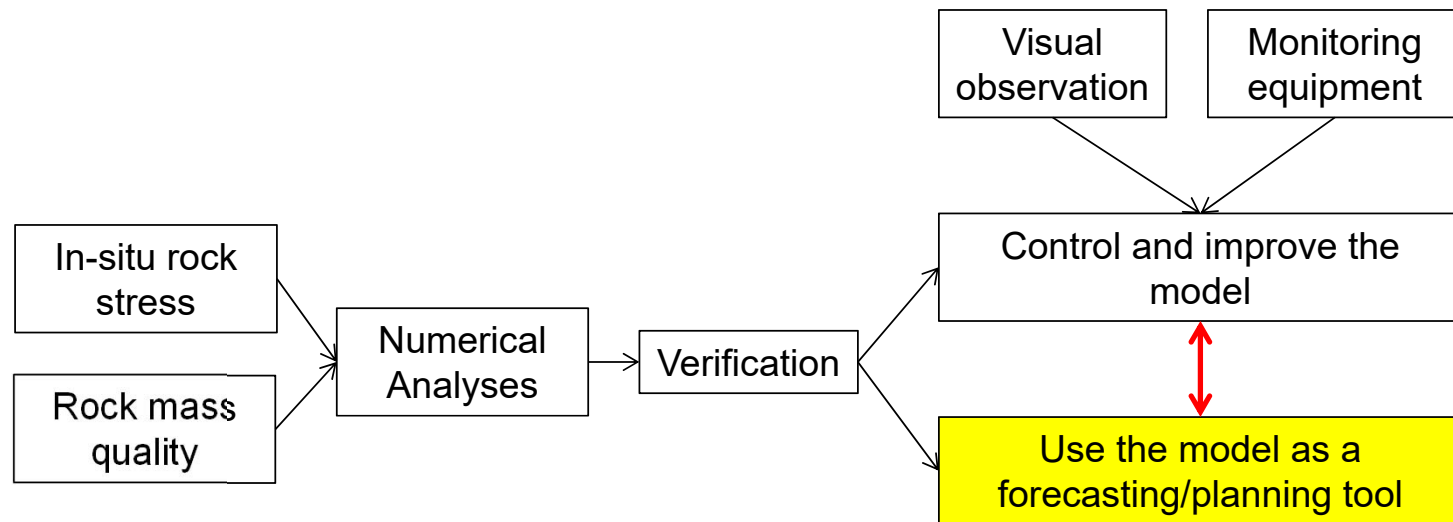 Visual
observation
Monitoring
equipment
In-situ rock
stress
Rock mass
quality
Numerical
Analyses
Verification
Control and improve the
model
Use the model as a
forecasting/planning tool